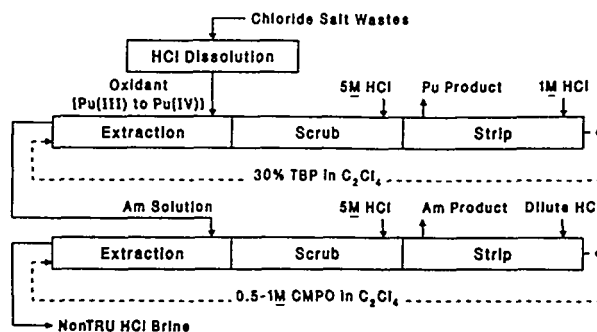 Chloride Salt Wastes
HCl Dissolution
Oxidant
[Pu(III) to Pu(IV)]
5M HCl
Pu Product
1M HCl
Extraction
Scrub
Strip
30% TBP in C₂Cl₄
Am Solution
5M HCl
Am Product
Dilute HC
Extraction
Scrub
Strip
0.5-1M CMPO in C₂Cl₄
NonTRU HCl Brine